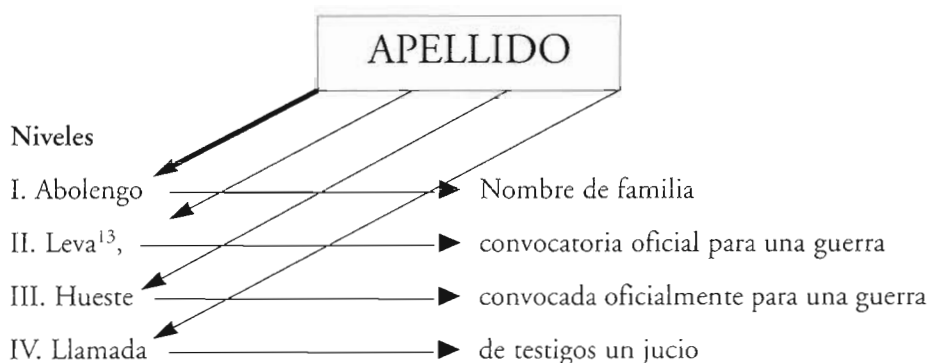 APELLIDO
Niveles
I. Abolengo Nombre de familia
II. Leva¹³, convocatoria oficial para una guerra
III. Hueste convocada oficialmente para una guerra
IV. Llamada de testigos un jucio